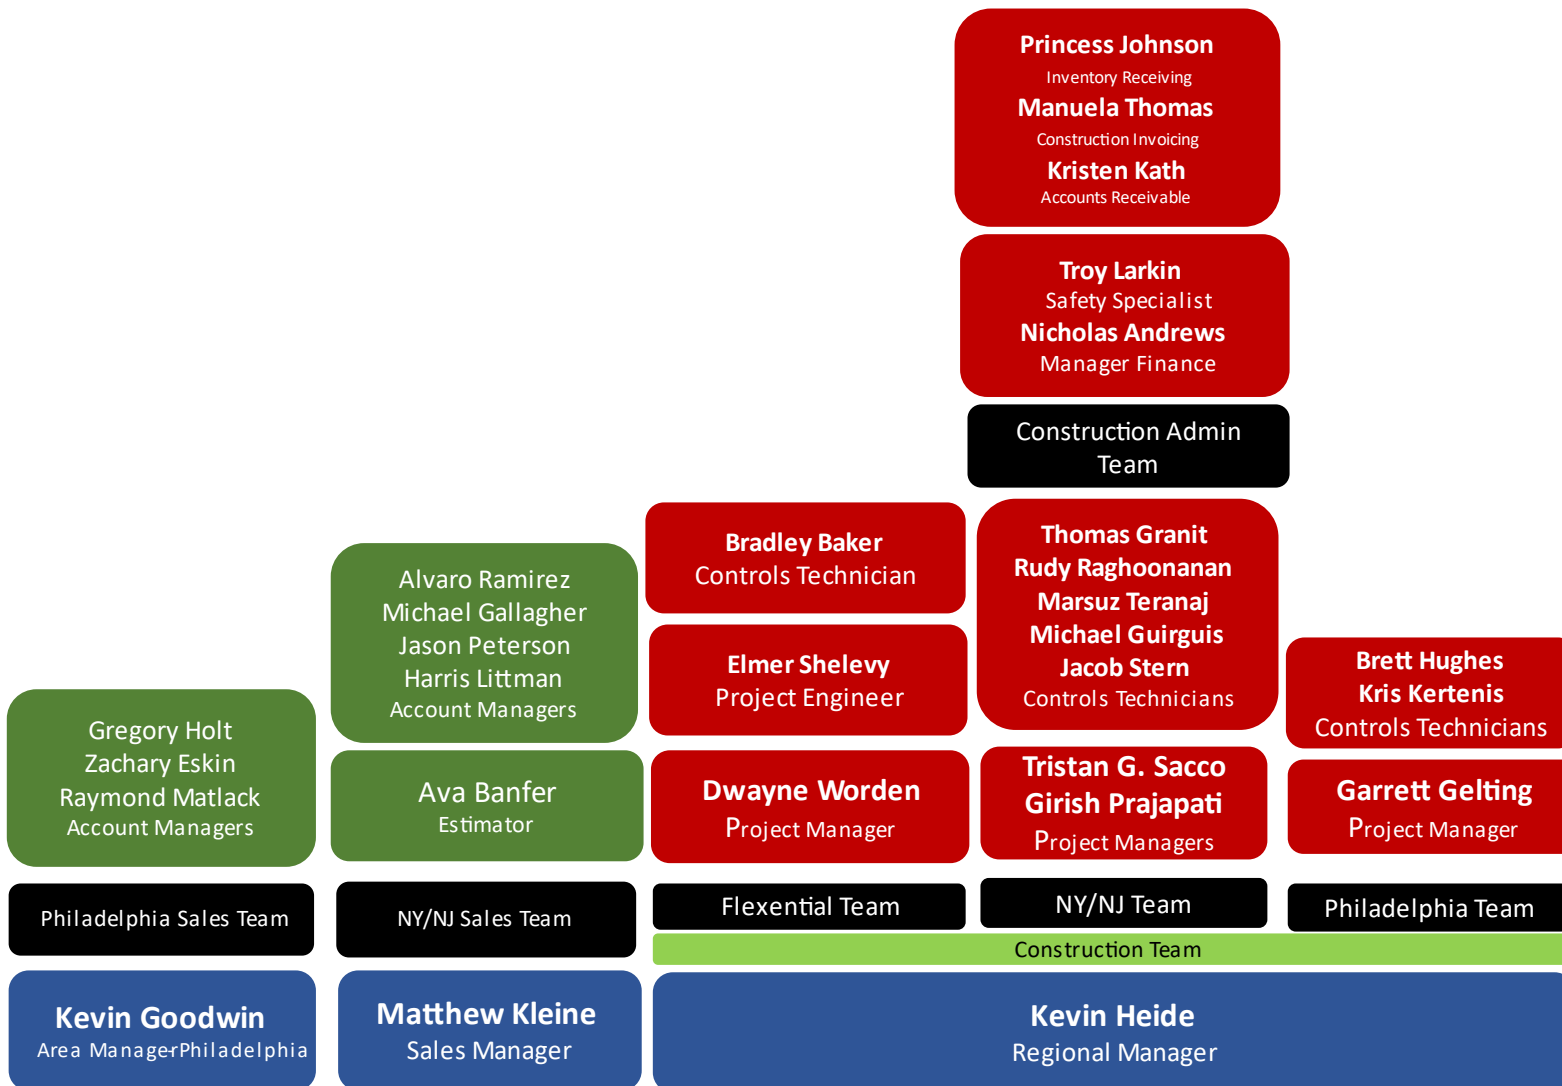 Princess Johnson
Inventory Receiving
Manuela Thomas
Construction Invoicing
Kristen Kath
Accounts Receivable
Troy Larkin
Safety Specialist
Nicholas Andrews
Manager Finance
Construction Admin
Team
Gregory Holt
Zachary Eskin
Raymond Matlack
Account Managers
Philadelphia Sales Team
Kevin Goodwin
Area Manager-Philadelphia
Alvaro Ramirez
Michael Gallagher
Jason Peterson
Harris Littman
Account Managers
Ava Banfer
Estimator
NY/NJ Sales Team
Matthew Kleine
Sales Manager
Bradley Baker
Controls Technician
Elmer Shelevy
Project Engineer
Dwayne Worden
Project Manager
Flexential Team
Thomas Granit
Rudy Raghoonanan
Marsuz Teranaj
Michael Guirguis
Jacob Stern
Controls Technicians
Tristan G. Sacco
Girish Prajapati
Project Managers
NY/NJ Team
Brett Hughes
Kris Kertenis
Controls Technicians
Garrett Gelting
Project Manager
Philadelphia Team
Construction Team
Kevin Heide
Regional Manager